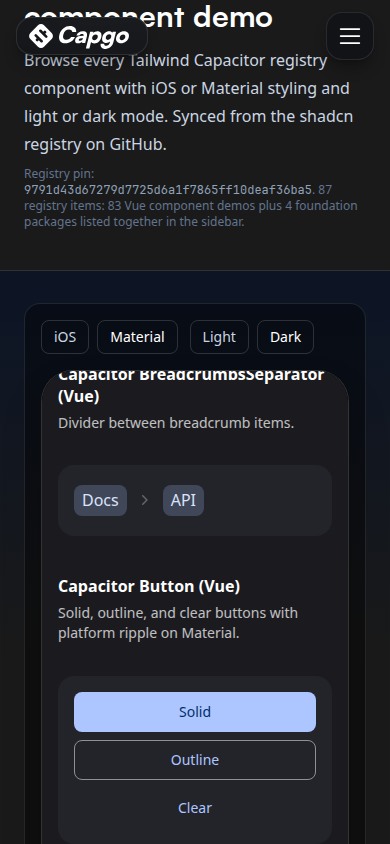 component demo
Capgo
Browse every Tailwind Capacitor registry
component with iOS or Material styling and
light or dark mode. Synced from the shadcn
registry on GitHub.
Registry pin:
9791d43d67279d7725d6a1f7865ff10deaf36ba5. 87
registry items: 83 Vue component demos plus 4 foundation
packages listed together in the sidebar.
iOS
Material
Light
Dark
Capacitor BreadcrumbsSeparator
(Vue)
Divider between breadcrumb items.
Docs
API
Capacitor Button (Vue)
Solid, outline, and clear buttons with
platform ripple on Material.
Solid
Outline
Clear